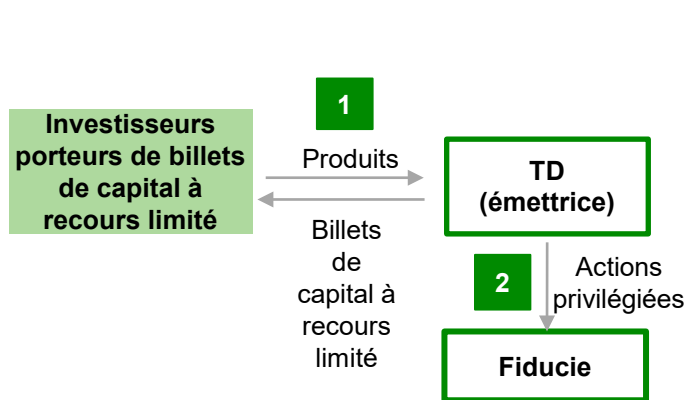 1
Investisseurs
porteurs de billets
de capital à
recours limité
Produits
TD
(émettrice)
Billets
de
capital à
recours
limité
2
Actions
privilégiées
Fiducie